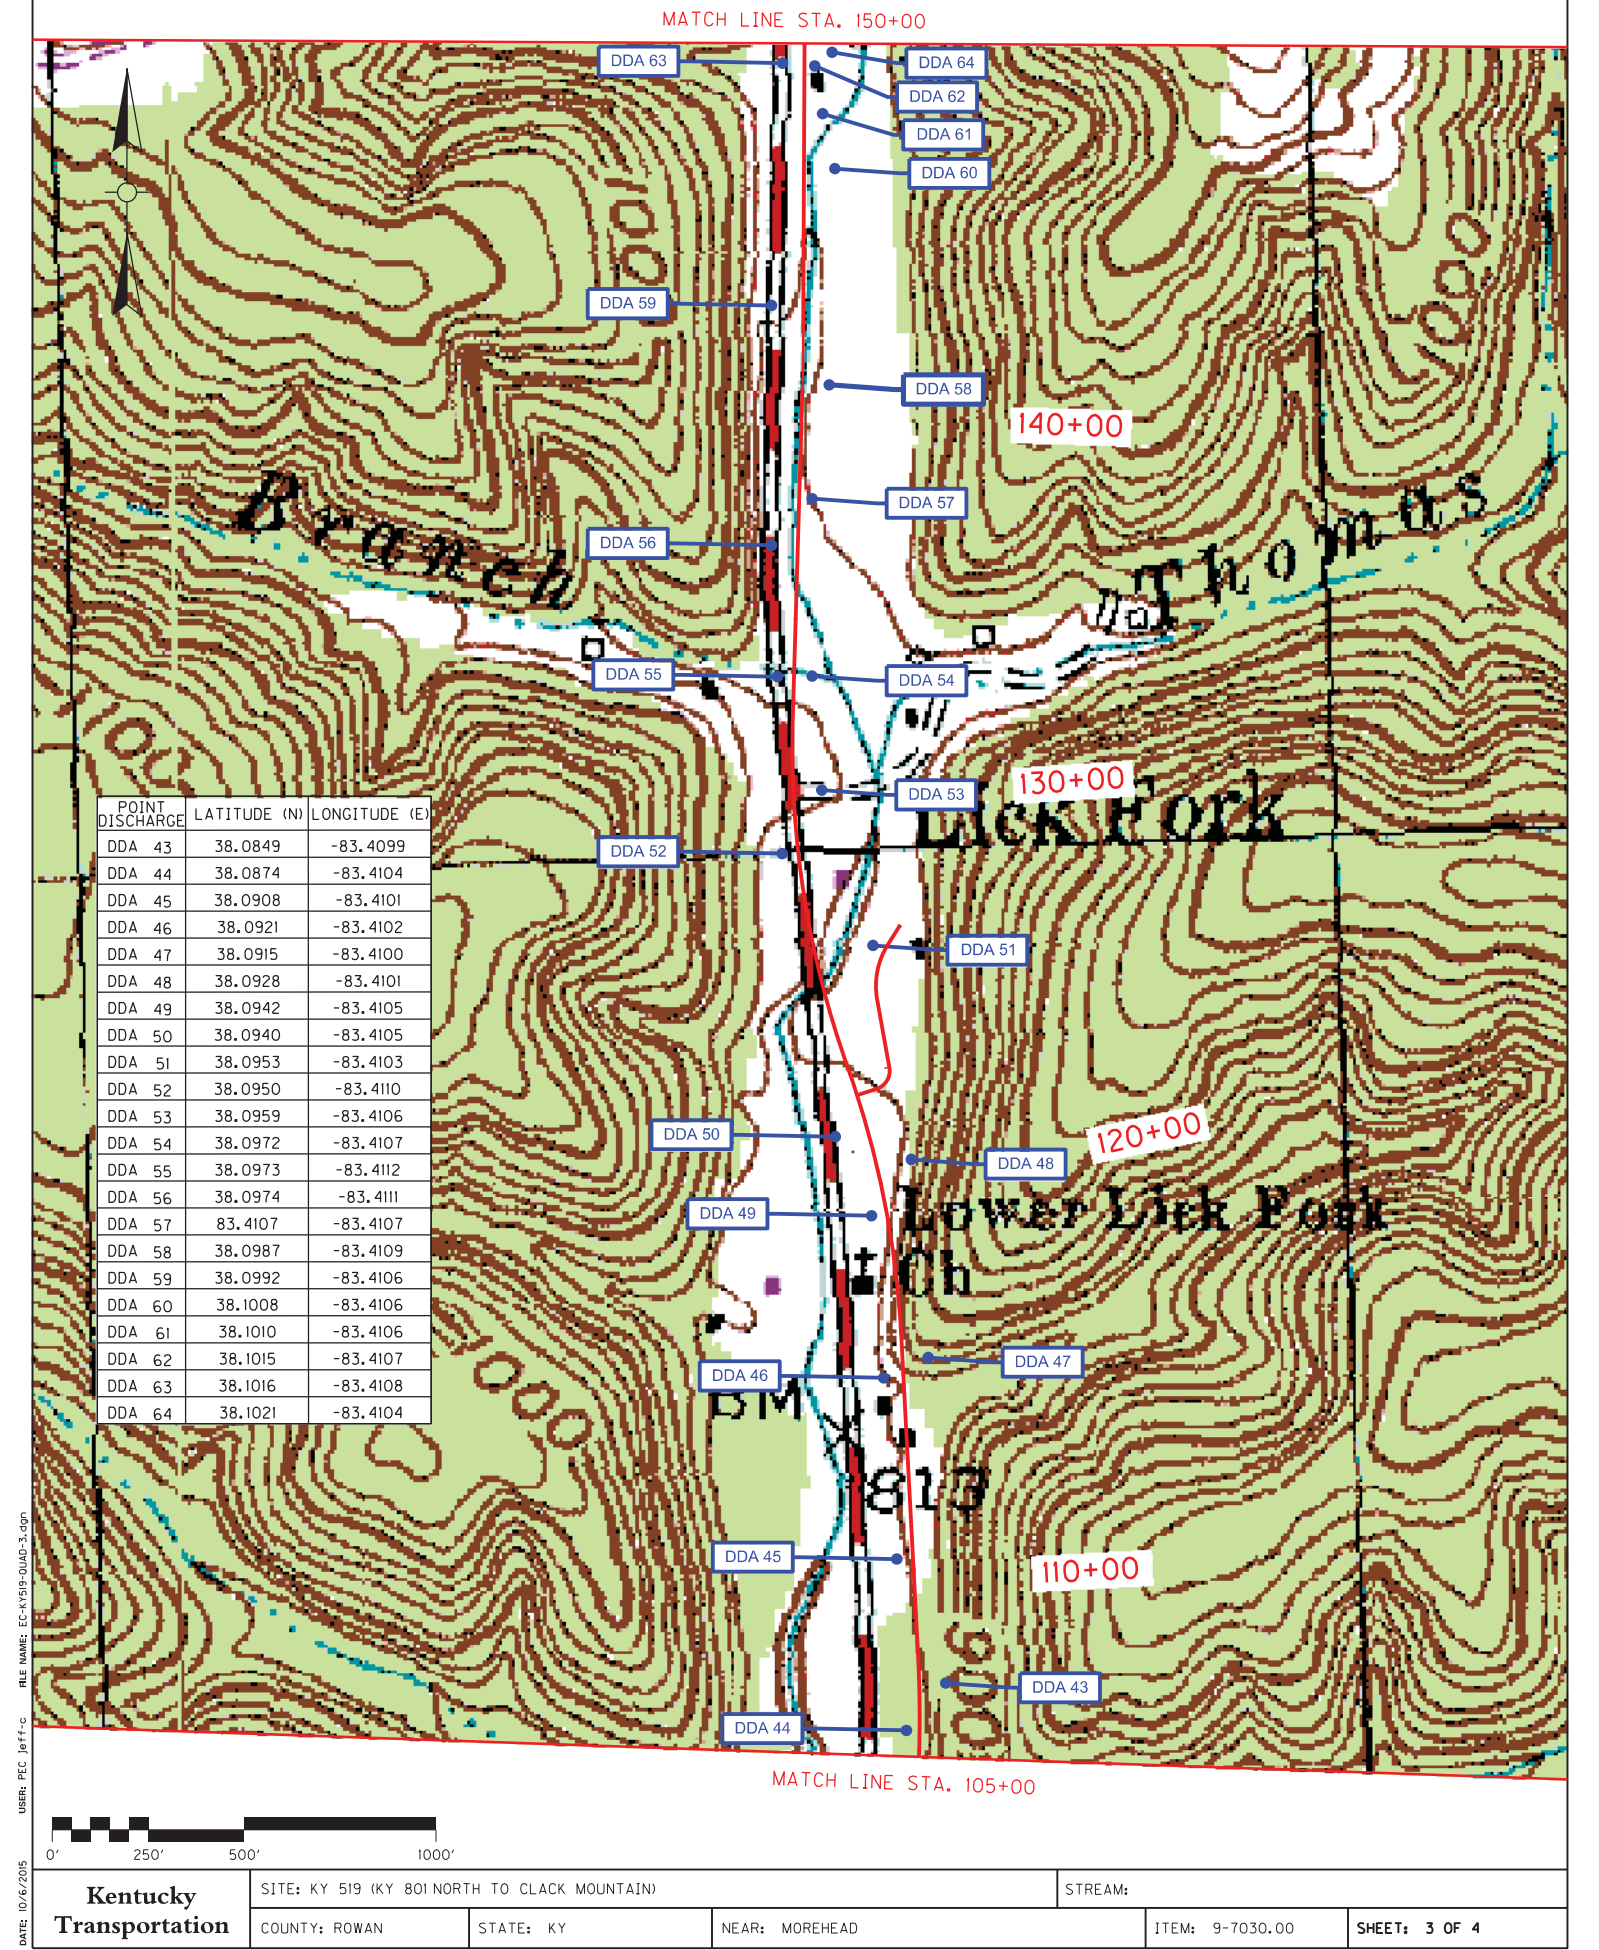 MATCH LINE STA. 150+00
DDA 63
DDA 64
DDA 62
DDA 61
DDA 60
DDA 59
DDA 58
140+00
DDA 57
Branch
Thomas
DDA 56
DDA 55
DDA 54
130+00
DDA 53
Lick Fork
DDA 52
DDA 51
POINT DISCHARGE LATITUDE (N) LONGITUDE (E)
DDA 43 38.0849 -83.4099
DDA 44 38.0874 -83.4104
DDA 45 38.0908 -83.4101
DDA 46 38.0921 -83.4102
DDA 47 38.0915 -83.4100
DDA 48 38.0928 -83.4101
DDA 49 38.0942 -83.4105
DDA 50 38.0940 -83.4105
DDA 51 38.0953 -83.4103
DDA 52 38.0950 -83.4110
DDA 53 38.0959 -83.4106
DDA 54 38.0972 -83.4107
DDA 55 38.0973 -83.4112
DDA 56 38.0974 -83.4111
DDA 57 83.4107 -83.4107
DDA 58 38.0987 -83.4109
DDA 59 38.0992 -83.4106
DDA 60 38.1008 -83.4106
DDA 61 38.1010 -83.4106
DDA 62 38.1015 -83.4107
DDA 63 38.1016 -83.4108
DDA 64 38.1021 -83.4104
120+00
DDA 50
DDA 48
DDA 49
Lower Lick Fork
Ch
DDA 47
DDA 46
BM
813
DDA 45
110+00
DDA 43
DDA 44
1000
800
MATCH LINE STA. 105+00
0' 250' 500' 1000'
Kentucky
Transportation
SITE: KY 519 (KY 801 NORTH TO CLACK MOUNTAIN)
STREAM:
COUNTY: ROWAN
STATE: KY
NEAR: MOREHEAD
ITEM: 9-7030.00
SHEET: 3 OF 4
DATE: 10/6/2015
USER: PEC jeff-c
FILE NAME: EC-KY519-QUAD-3.dgn